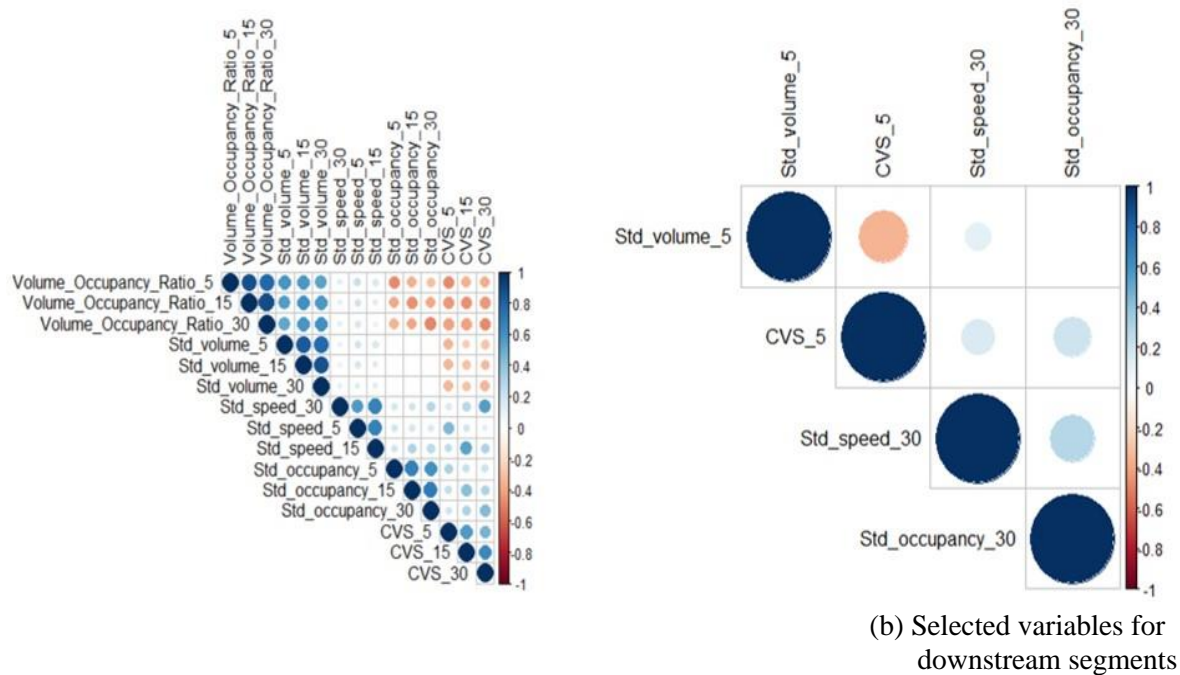 Volume_Occupancy_Ratio_5
Volume_Occupancy_Ratio_15
Volume_Occupancy_Ratio_30
Std_volume_5
Std_volume_15
Std_volume_30
Std_speed_30
Std_speed_5
Std_speed_15
Std_occupancy_5
Std_occupancy_15
Std_occupancy_30
CVS_5
CVS_15
CVS_30
Volume_Occupancy_Ratio_5
Volume_Occupancy_Ratio_15
Volume_Occupancy_Ratio_30
Std_volume_5
Std_volume_15
Std_volume_30
Std_speed_30
Std_speed_5
Std_speed_15
Std_occupancy_5
Std_occupancy_15
Std_occupancy_30
CVS_5
CVS_15
CVS_30
1
0.8
0.6
0.4
0.2
0
-0.2
-0.4
-0.6
-0.8
-1
Std_volume_5
CVS_5
Std_speed_30
Std_occupancy_30
Std_volume_5
CVS_5
Std_speed_30
Std_occupancy_30
1
0.8
0.6
0.4
0.2
0
-0.2
-0.4
-0.6
-0.8
-1
(b) Selected variables for
downstream segments